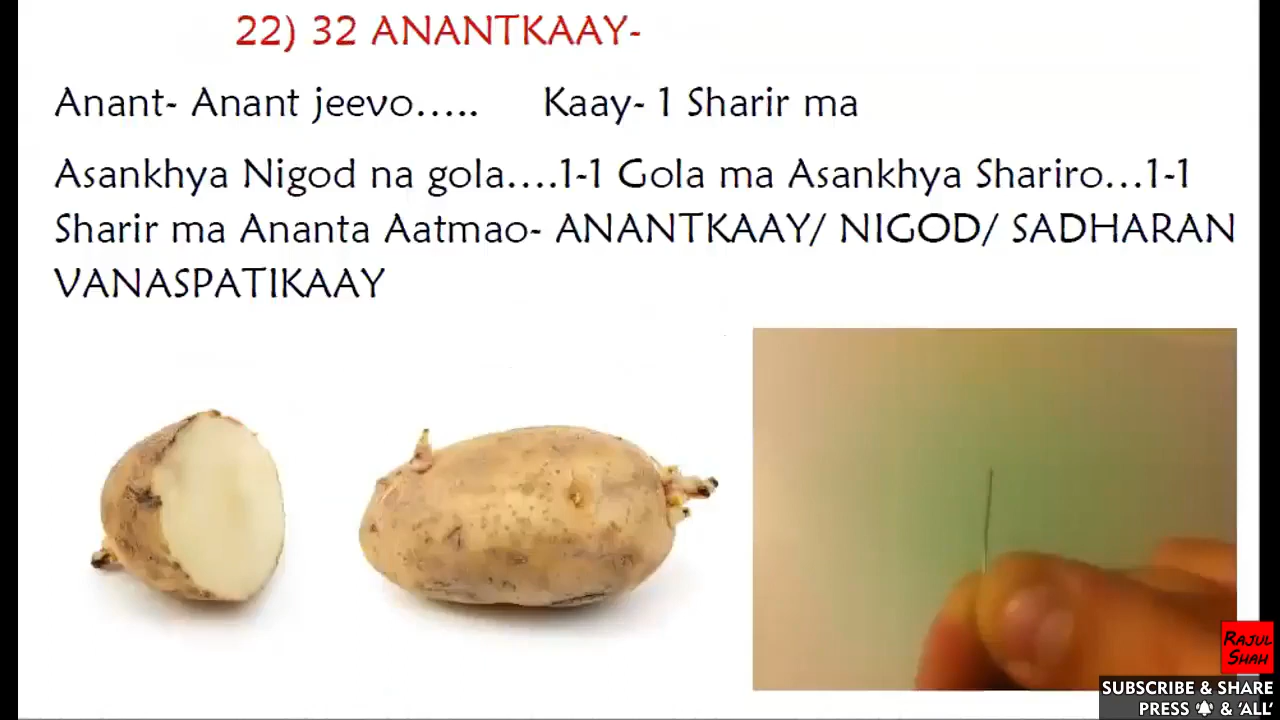 22) 32 ANANTKAAY-
Anant- Anant jeevo..... Kaay- 1 Sharir ma
Asankhya Nigod na gola....1-1 Gola ma Asankhya Shariro...1-1
Sharir ma Ananta Aatmao- ANANTKAAY/ NIGOD/ SADHARAN
VANASPATIKAAY
RAJUL
SHAH
SUBSCRIBE & SHARE
PRESS 🔔 & 'ALL'